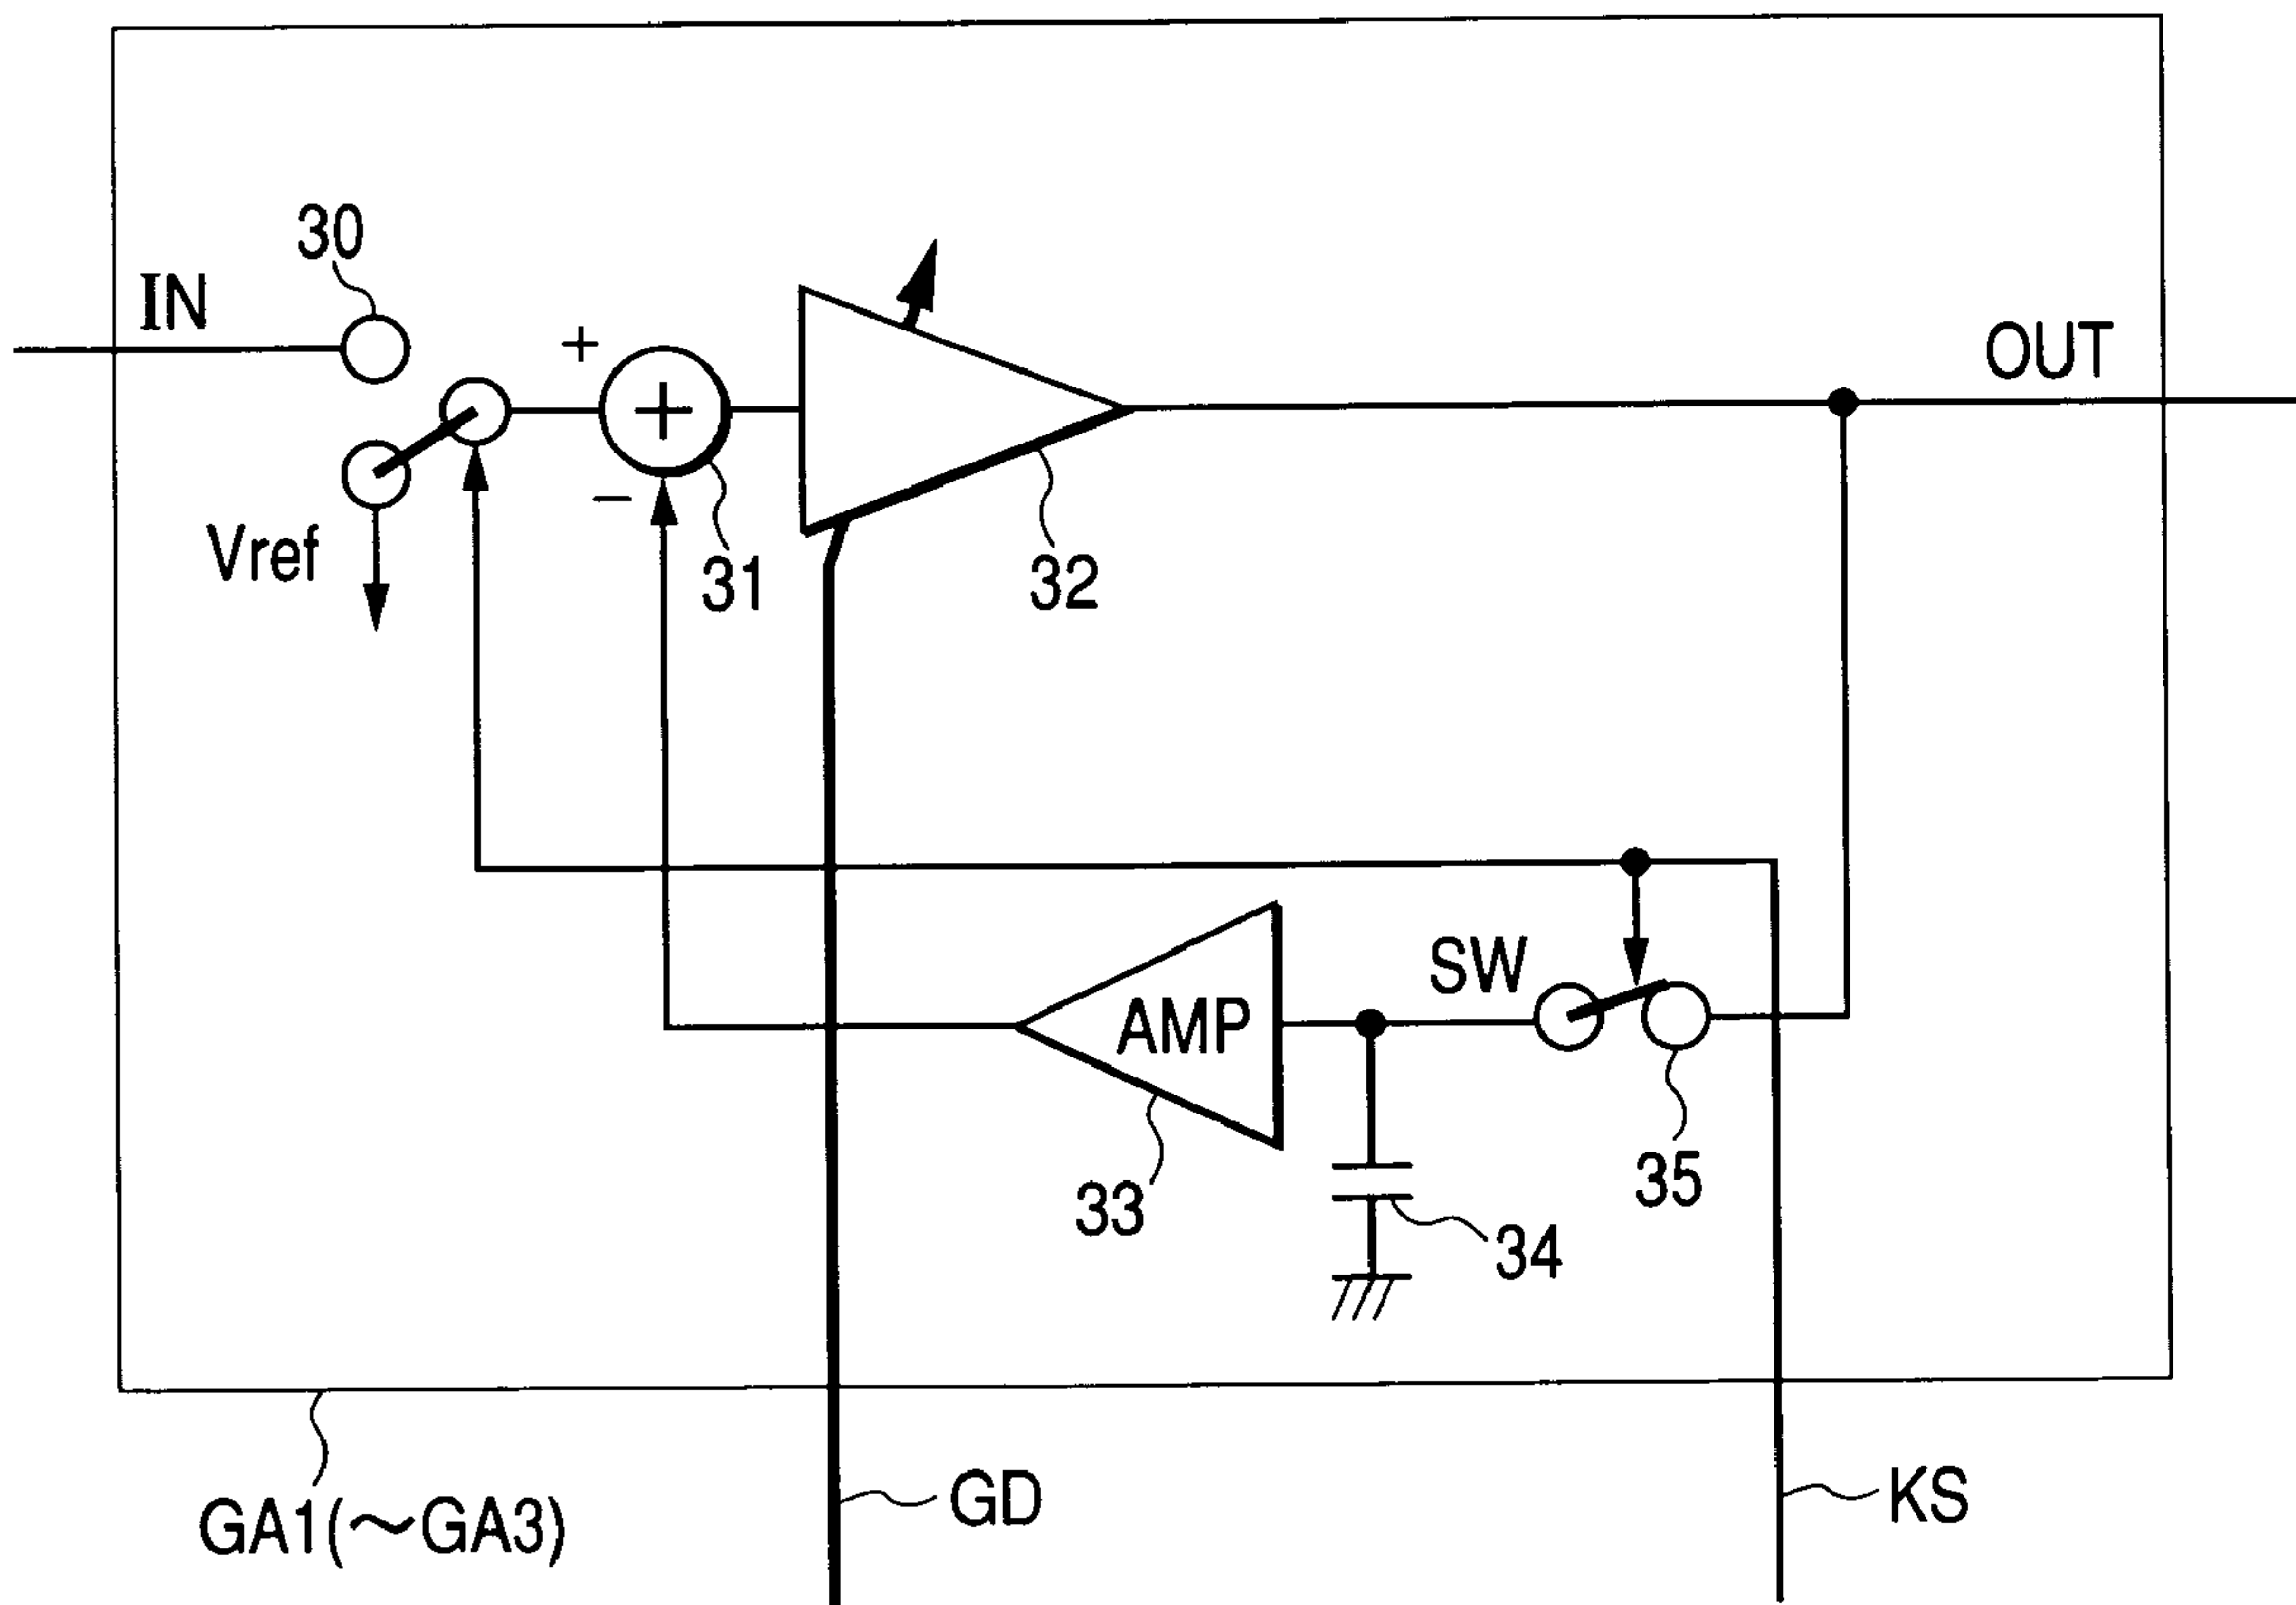 30
IN
+
+
OUT
−
Vref
31
32
SW
AMP
33
35
34
GA1(〜GA3)
GD
KS